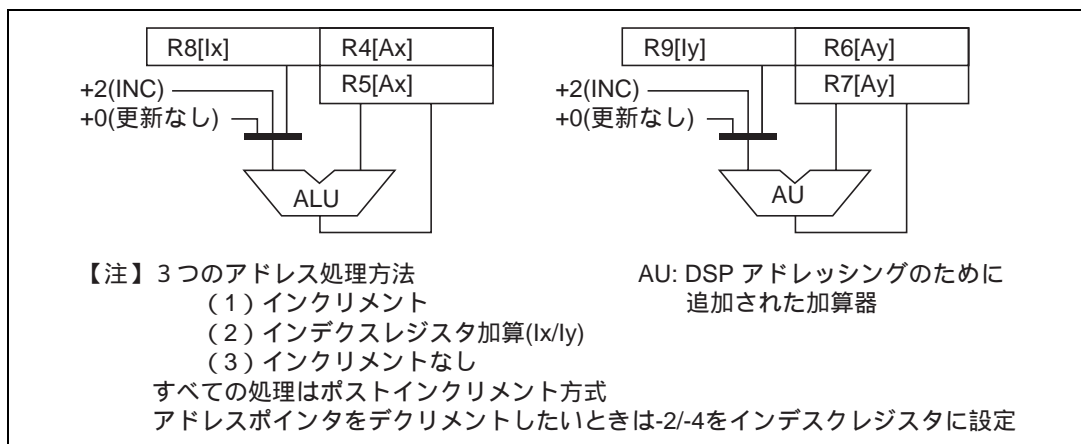 R8[Ix] R4[Ax]
R5[Ax]
+2(INC)
+0(更新なし)
ALU
R9[Iy] R6[Ay]
R7[Ay]
+2(INC)
+0(更新なし)
AU
【注】3つのアドレス処理方法
(1)インクリメント
(2)インデクスレジスタ加算(Ix/Iy)
(3)インクリメントなし
すべての処理はポストインクリメント方式
アドレスポインタをデクリメントしたいときは-2/-4をインデスクレジスタに設定
AU: DSP アドレッシングのために
追加された加算器